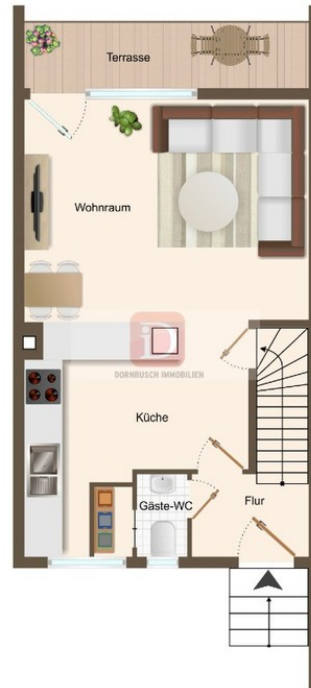 Terrasse
Wohnraum
D
DORNBUSCH IMMOBILIEN
Küche
Gäste-WC
Flur